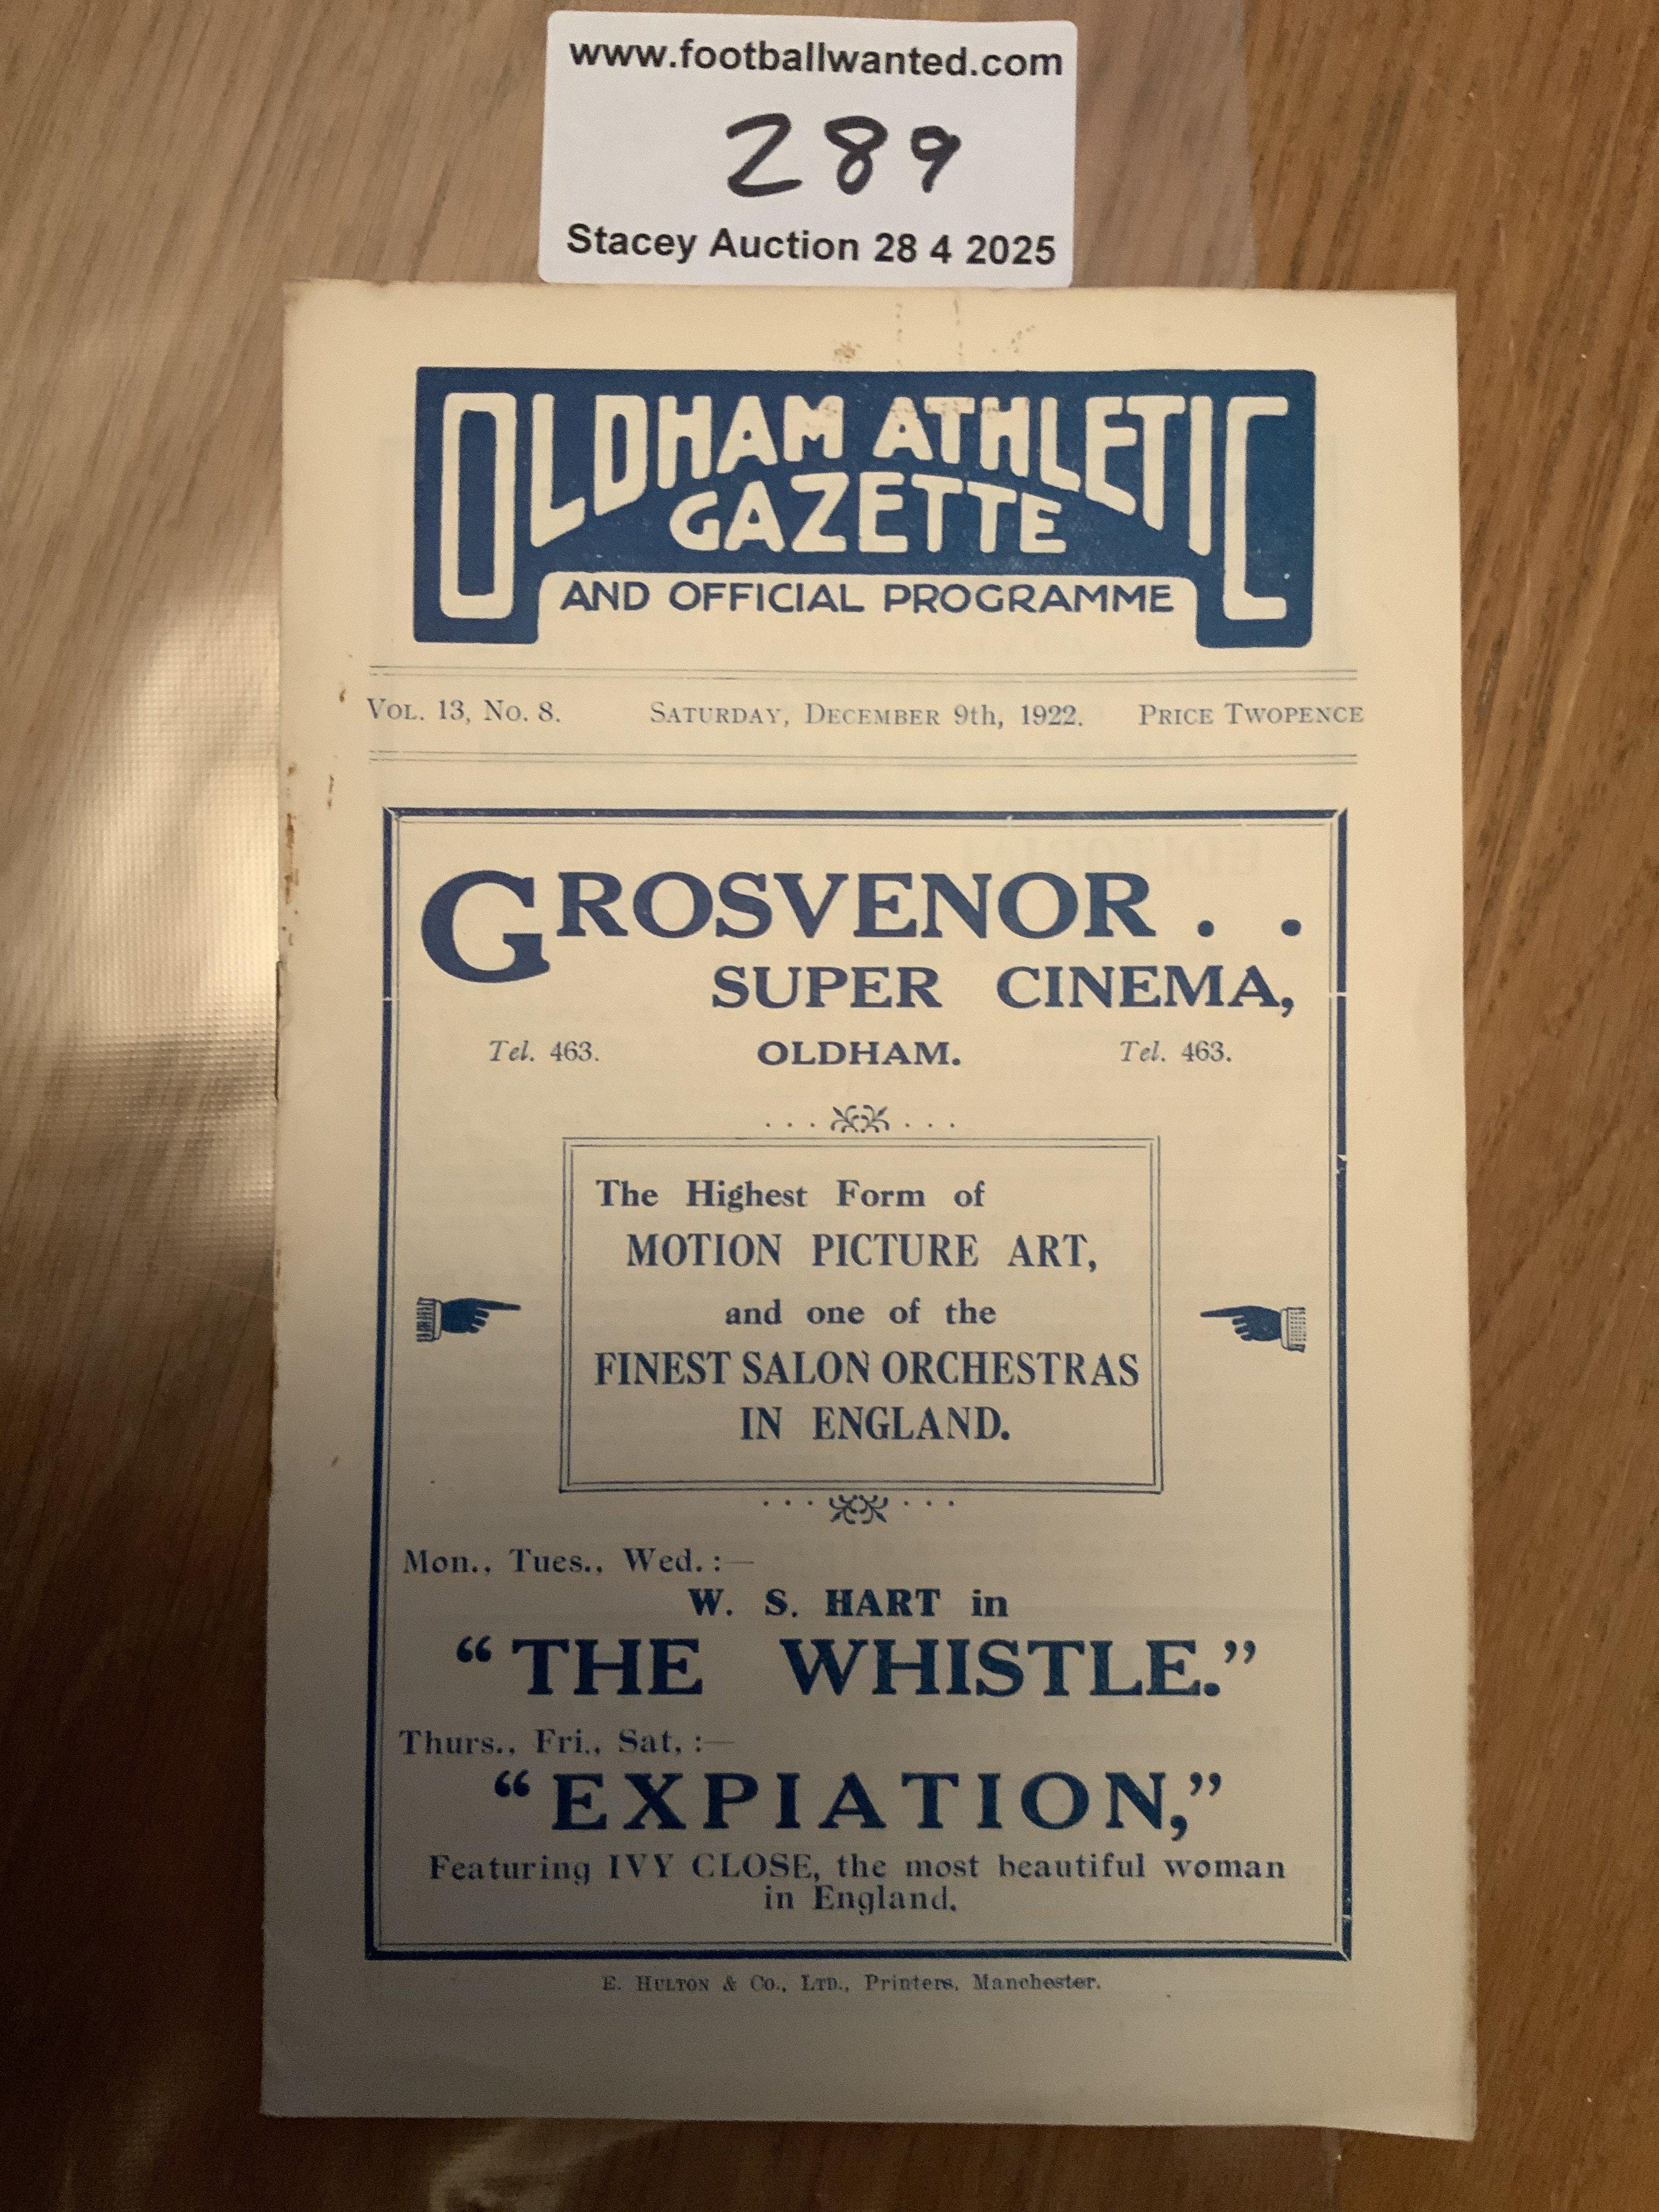 www.footballwanted.com
289
Stacey Auction 28 4 2025
OLDHAM ATHLETIC
GAZETTE
AND OFFICIAL PROGRAMME
VOL. 13, NO. 8. SATURDAY, DECEMBER 9th, 1922. PRICE TWOPENCE
GROSVENOR . .
SUPER CINEMA,
Tel. 463. OLDHAM. Tel. 463.
The Highest Form of
MOTION PICTURE ART,
and one of the
FINEST SALON ORCHESTRAS
IN ENGLAND.
Mon., Tues., Wed. :—
W. S. HART in
“THE WHISTLE.”
Thurs., Fri., Sat, :—
“EXPIATION,”
Featuring IVY CLOSE, the most beautiful woman
in England.
E. HULTON & CO., LTD., Printers, Manchester.